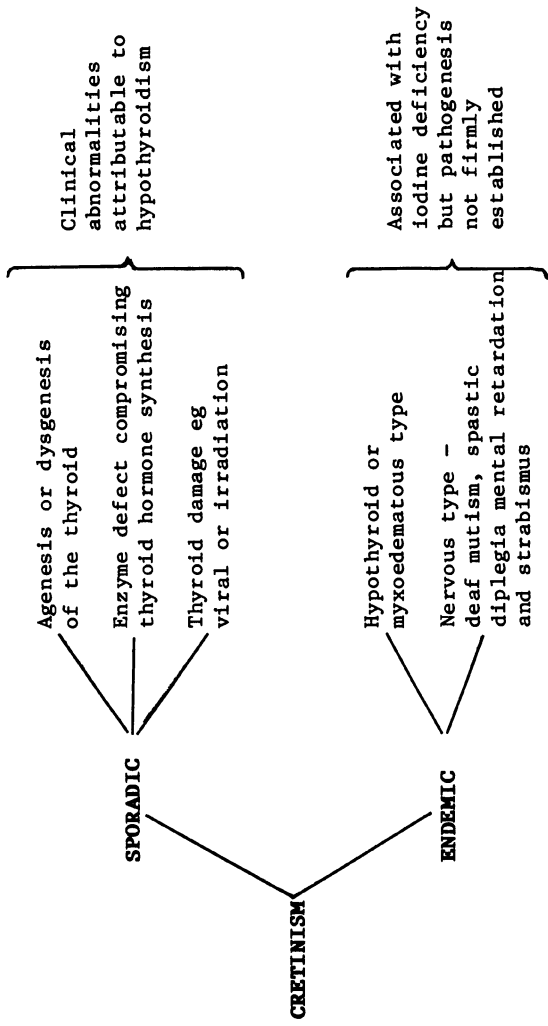 CRETINISM
SPORADIC
Agenesis or dysgenesis
of the thyroid
Enzyme defect compromising
thyroid hormone synthesis
Thyroid damage eg
viral or irradiation
Clinical
abnormalities
attributable to
hypothyroidism
ENDEMIC
Hypothyroid or
myxoedematous type
Nervous type -
deaf mutism, spastic
diplegia mental retardation
and strabismus
Associated with
iodine deficiency
but pathogenesis
not firmly
established